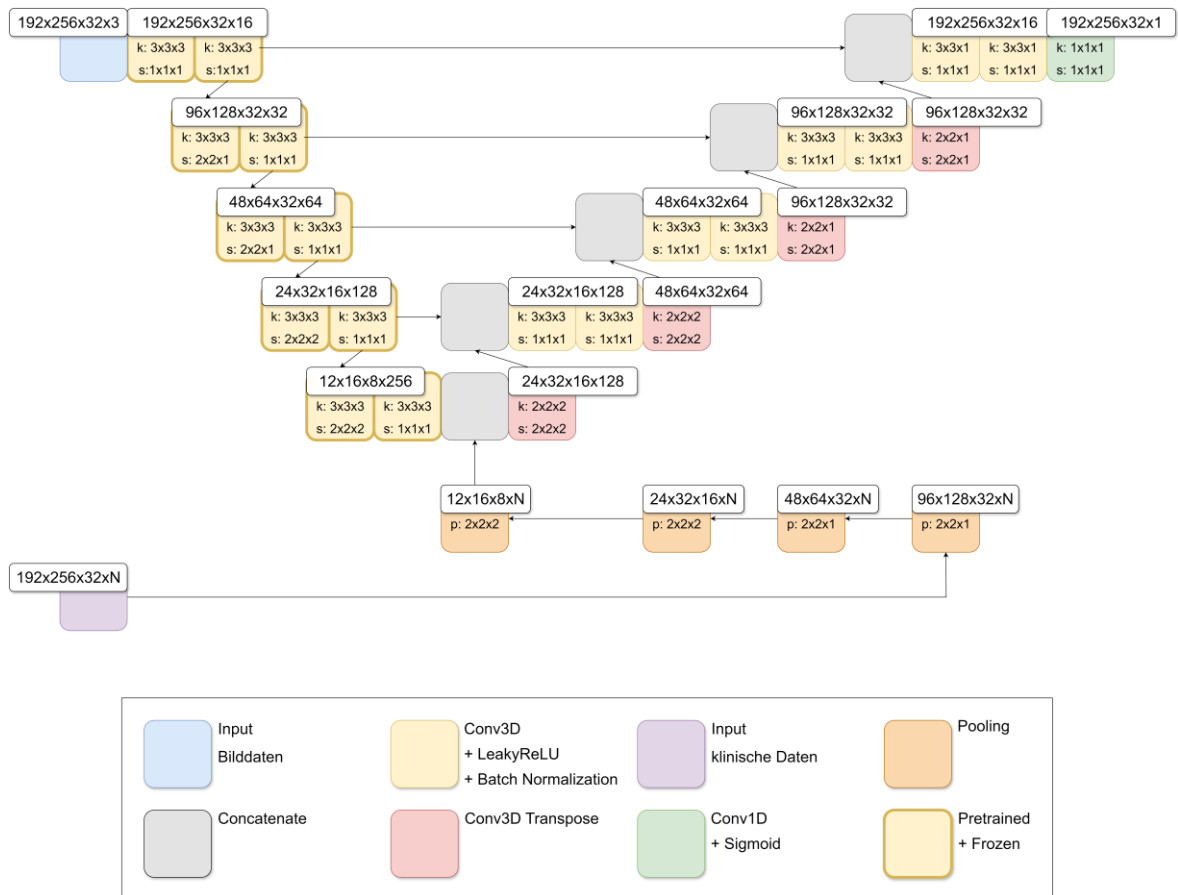 192x256x32x3
192x256x32x16
192x256x32x16
192x256x32x1
k: 3x3x3
k: 3x3x3
k: 3x3x1
k: 3x3x1
k: 1x1x1
s:1x1x1
s:1x1x1
s: 1x1x1
s: 1x1x1
s: 1x1x1
96x128x32x32
96x128x32x32
96x128x32x32
k: 3x3x3
k: 3x3x3
k: 3x3x3
k: 3x3x3
k: 2x2x1
s: 2x2x1
s: 1x1x1
s: 1x1x1
s: 1x1x1
s: 2x2x1
48x64x32x64
48x64x32x64
96x128x32x32
k: 3x3x3
k: 3x3x3
k: 3x3x3
k: 3x3x3
k: 2x2x1
s: 2x2x1
s: 1x1x1
s: 1x1x1
s: 1x1x1
s: 2x2x1
24x32x16x128
24x32x16x128
48x64x32x64
k: 3x3x3
k: 3x3x3
k: 3x3x3
k: 3x3x3
k: 2x2x2
s: 2x2x2
s: 1x1x1
s: 1x1x1
s: 1x1x1
s: 2x2x2
12x16x8x256
24x32x16x128
k: 3x3x3
k: 3x3x3
k: 2x2x2
s: 2x2x2
s: 1x1x1
s: 2x2x2
12x16x8xN
24x32x16xN
48x64x32xN
96x128x32xN
p: 2x2x2
p: 2x2x2
p: 2x2x1
p: 2x2x1
192x256x32xN
Input
Bilddaten
Conv3D
+ LeakyReLU
+ Batch Normalization
Input
klinische Daten
Pooling
Concatenate
Conv3D Transpose
Conv1D
+ Sigmoid
Pretrained
+ Frozen